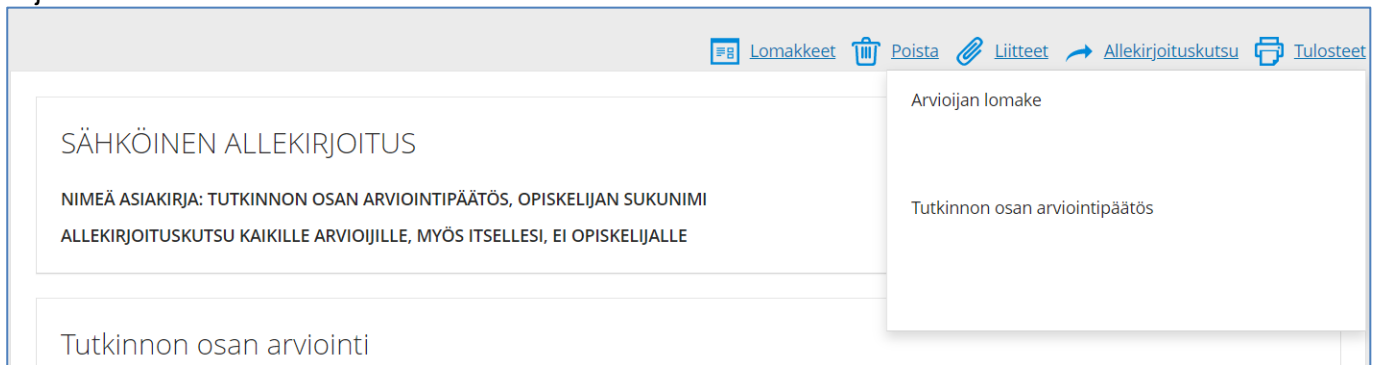 Lomakkeet Poista Liitteet Allekirjoituskutsu Tulosteet
Arvioijan lomake
Tutkinnon osan arviointipäätös
SÄHKÖINEN ALLEKIRJOITUS
NIMEÄ ASIAKIRJA: TUTKINNON OSAN ARVIOINTIPÄÄTÖS, OPISKELIJAN SUKUNIMI
ALLEKIRJOITUSKUTSU KAIKILLE ARVIOIJILLE, MYÖS ITSELLESI, EI OPISKELIJALLE
Tutkinnon osan arviointi